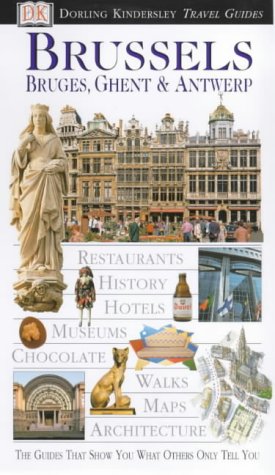 DK
DORLING KINDERSLEY TRAVEL GUIDES
BRUSSELS
BRUGES, GHENT & ANTWERP
RESTAURANTS
HISTORY
HOTELS
MUSEUMS
CHOCOLATE
WALKS
MAPS
ARCHITECTURE
THE GUIDES THAT SHOW YOU WHAT OTHERS ONLY TELL YOU